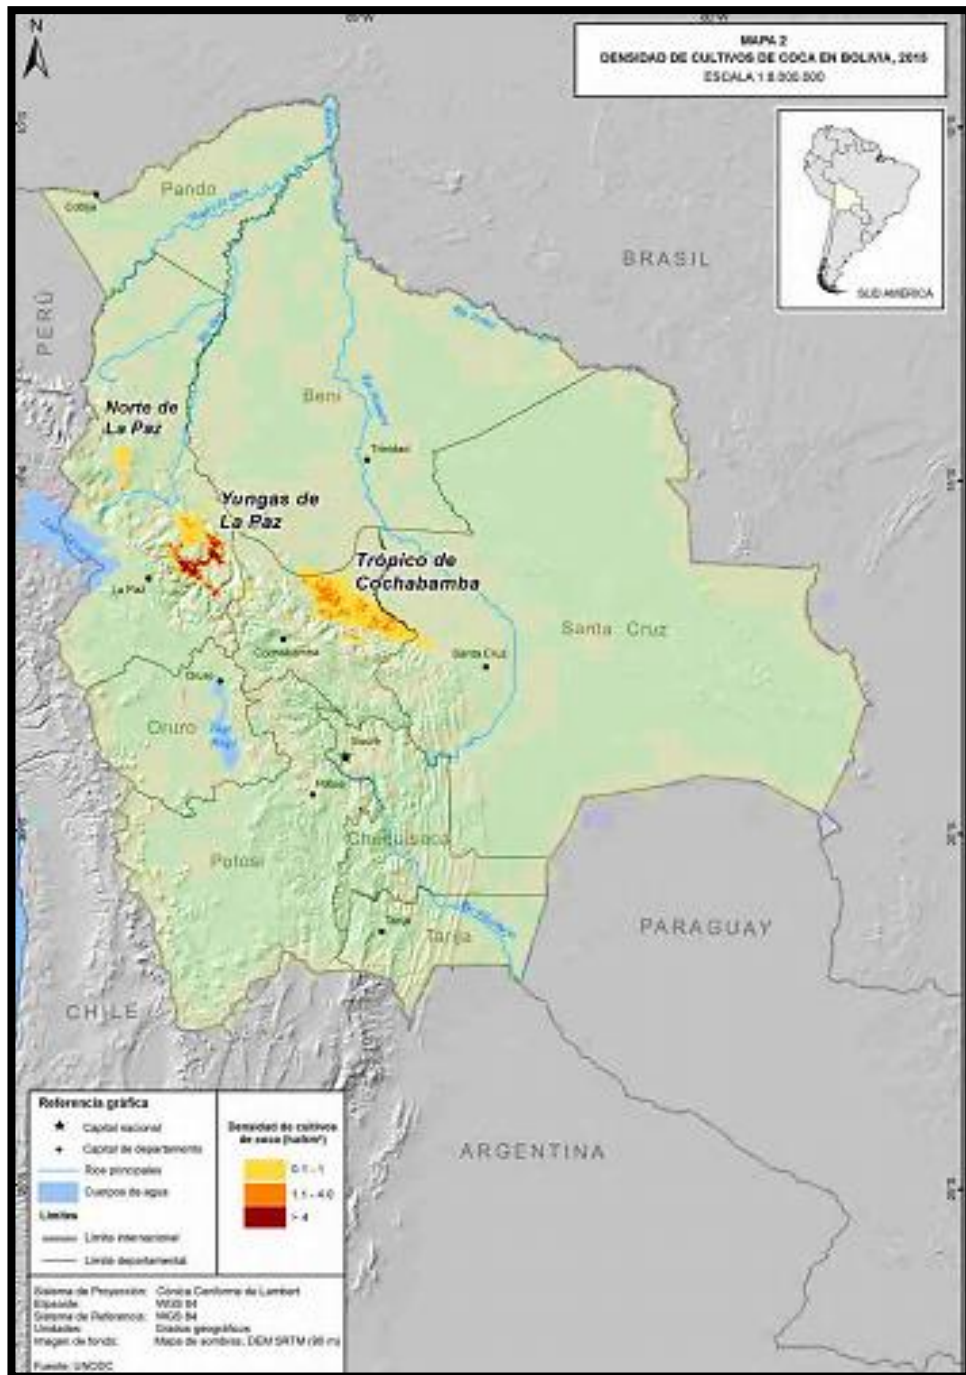 N
MAPA 2
DENSIDAD DE CULTIVOS DE COCA EN BOLIVIA, 2015
ESCALA 1:8.000.000
SUD AMÉRICA
BRASIL
PERÚ
Pando
Cobija
Beni
Norte de
La Paz
Trinidad
Yungas de
La Paz
Trópico de
Cochabamba
La Paz
Santa Cruz
Cochabamba
Santa Cruz
Oruro
Oruro
Sucre
Potosí
Chuquisaca
Potosí
PARAGUAY
Tarija
Tarija
CHILE
ARGENTINA
Referencia gráfica
Capital nacional
Capital de departamento
Ríos principales
Cuerpos de agua
Límites
Límite internacional
Límite departamental
Densidad de cultivos
de coca (ha/km²)
0.1 - 1
1.1 - 4.0
> 4
Sistema de Proyección: Cónica Conforme de Lambert
Elipsoide: WGS 84
Sistema de Referencia: WGS 84
Unidades: Grados geográficos
Imagen de fondo: Mapa de sombras, DEM SRTM (90 m)
Fuente: UNODC